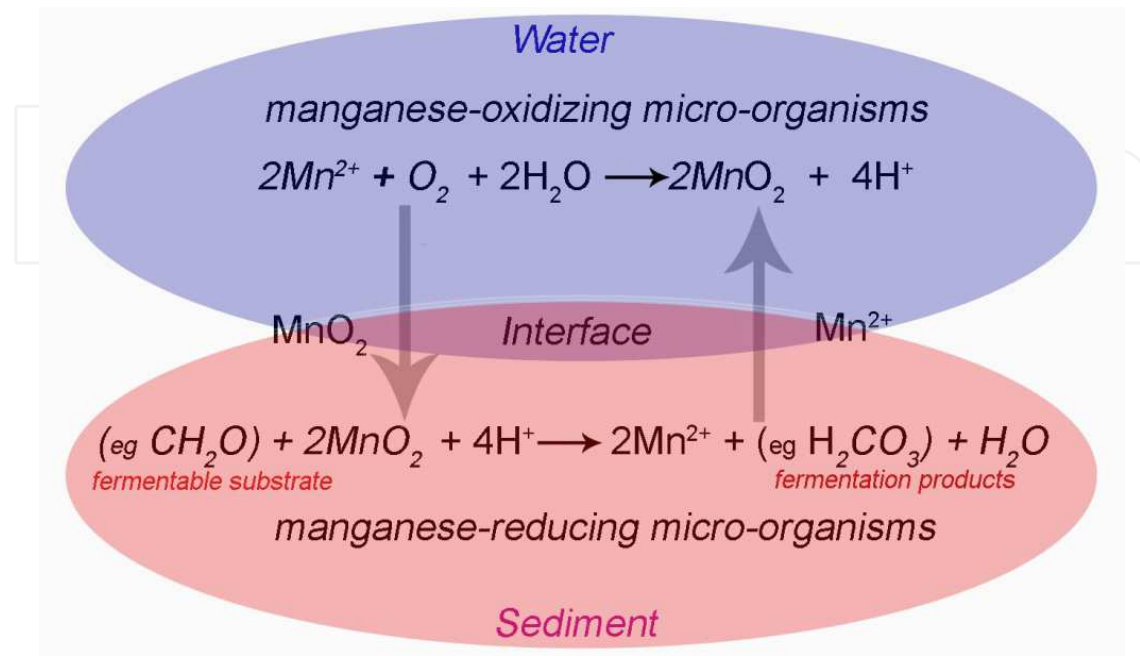 Water
manganese-oxidizing micro-organisms
2Mn²⁺ + O₂ + 2H₂O ⟶ 2MnO₂ + 4H⁺
MnO₂ Interface Mn²⁺
(eg CH₂O) + 2MnO₂ + 4H⁺ ⟶ 2Mn²⁺ + (eg H₂CO₃) + H₂O
fermentable substrate fermentation products
manganese-reducing micro-organisms
Sediment